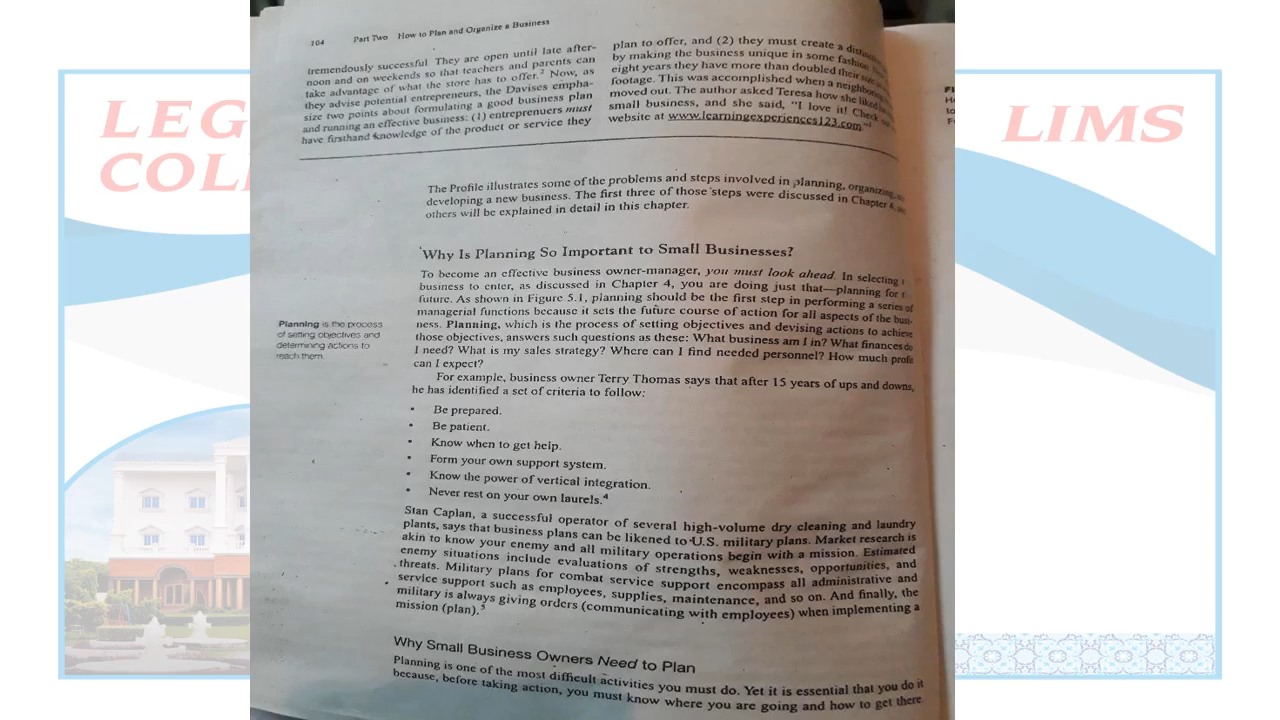 LEG
COL
LIMS
104 Part Two How to Plan and Organize a Business
tremendously successful. They are open until late after-
noon and on weekends so that teachers and parents can
take advantage of what the store has to offer.² Now, as
they advise potential entrepreneurs, the Davises empha-
size two points about formulating a good business plan
and running an effective business: (1) entreprenuers must
have firsthand knowledge of the product or service they
plan to offer, and (2) they must create a
by making the business unique in some fashion
eight years they have more than doubled their
footage. This was accomplished when a neighboring
moved out. The author asked Teresa how she liked
small business, and she said, "I love it! Check
website at www.learningexperiences123.com."
The Profile illustrates some of the problems and steps involved in planning, organizing,
developing a new business. The first three of those steps were discussed in Chapter 4,
others will be explained in detail in this chapter.
Why Is Planning So Important to Small Businesses?
To become an effective business owner-manager, you must look ahead. In selecting
business to enter, as discussed in Chapter 4, you are doing just that—planning for
future. As shown in Figure 5.1, planning should be the first step in performing a series of
managerial functions because it sets the future course of action for all aspects of the busi-
ness. Planning, which is the process of setting objectives and devising actions to achieve
those objectives, answers such questions as these: What business am I in? What finances do
I need? What is my sales strategy? Where can I find needed personnel? How much profit
can I expect?
Planning is the process
of setting objectives and
determining actions to
reach them.
For example, business owner Terry Thomas says that after 15 years of ups and downs,
he has identified a set of criteria to follow:
• Be prepared.
• Be patient.
• Know when to get help.
• Form your own support system.
• Know the power of vertical integration.
• Never rest on your own laurels.⁴
Stan Caplan, a successful operator of several high-volume dry cleaning and laundry
plants, says that business plans can be likened to U.S. military plans. Market research is
akin to know your enemy and all military operations begin with a mission. Estimated
enemy situations include evaluations of strengths, weaknesses, opportunities, and
threats. Military plans for combat service support encompass all administrative and
service support such as employees, supplies, maintenance, and so on. And finally, the
military is always giving orders (communicating with employees) when implementing a
mission (plan).⁵
Why Small Business Owners Need to Plan
Planning is one of the most difficult activities you must do. Yet it is essential that you do it
because, before taking action, you must know where you are going and how to get there.